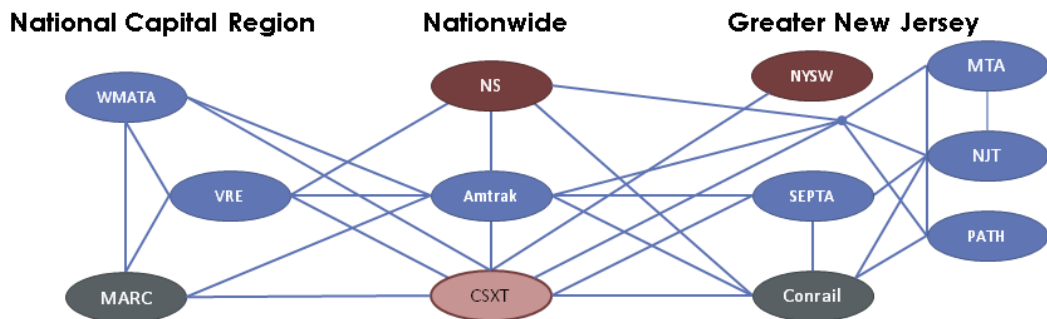 National Capital Region
Nationwide
Greater New Jersey
WMATA
NS
NYSW
MTA
VRE
Amtrak
SEPTA
NJT
MARC
CSXT
Conrail
PATH